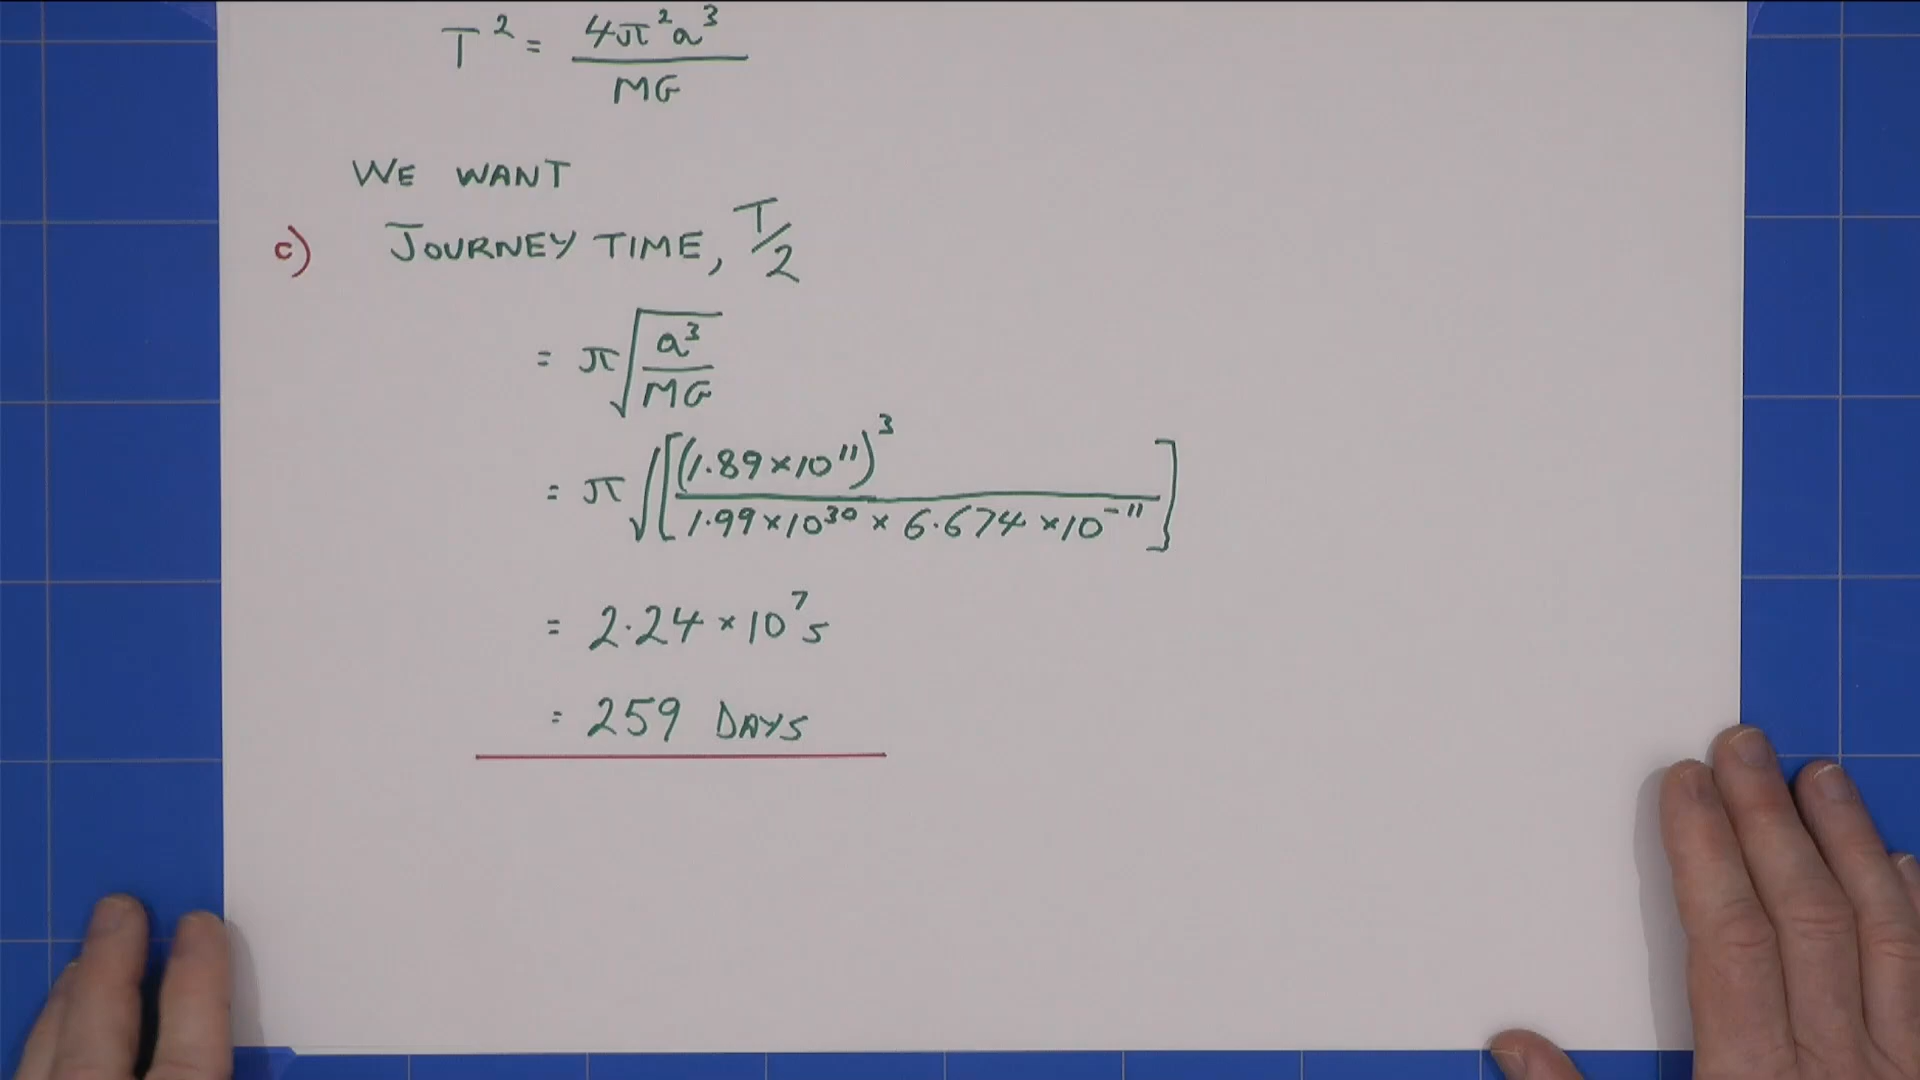 T² = 4π²a³ / MG
WE WANT
c) JOURNEY TIME, T/2
= π√(a³ / MG)
= π√[(1.89×10¹¹)³ / 1.99×10³⁰ × 6.674×10⁻¹¹]
= 2.24×10⁷s
= 259 DAYS